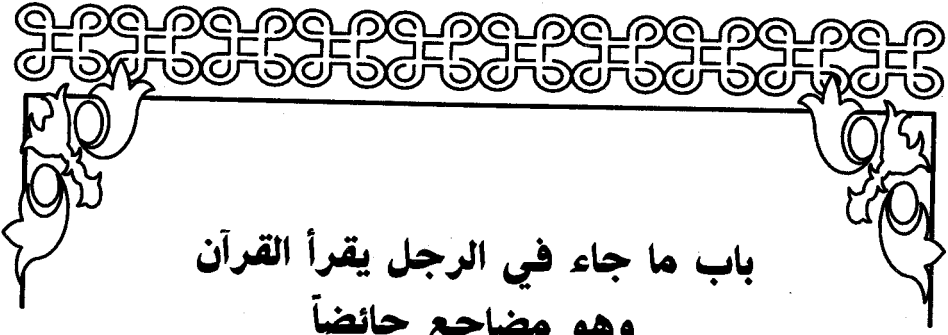 باب ما جاء في الرجل يقرأ القرآن
وهو مضاجع حائضاً